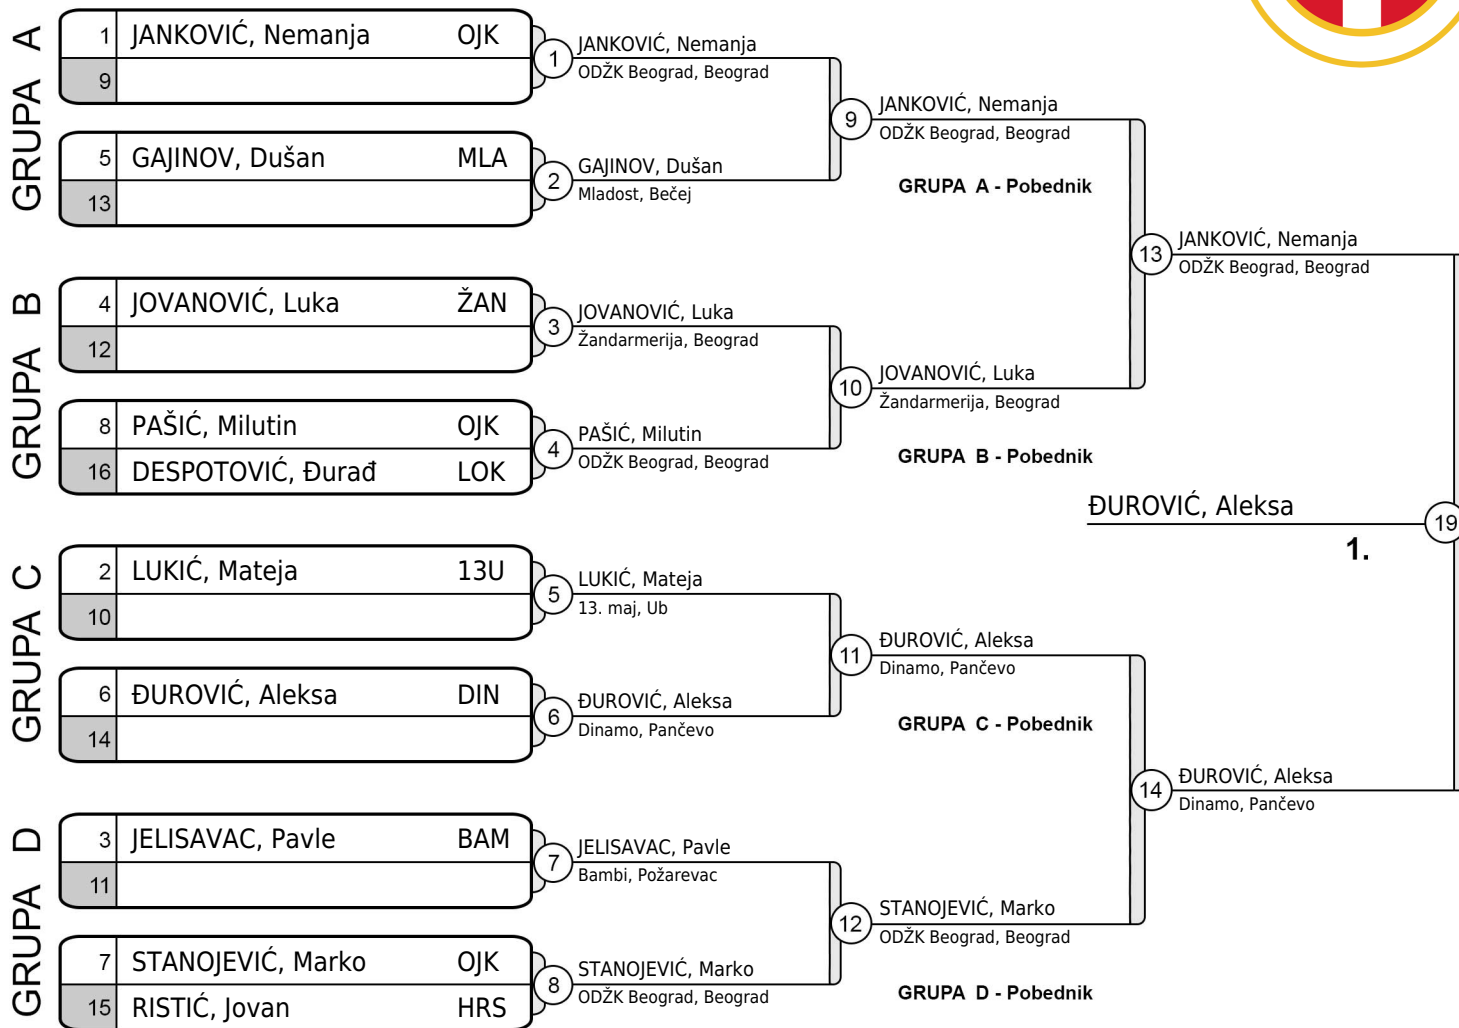 GRUPA A
1 JANKOVIĆ, Nemanja OJK
9
5 GAJINOV, Dušan MLA
13
1
JANKOVIĆ, Nemanja
ODŽK Beograd, Beograd
2
GAJINOV, Dušan
Mladost, Bečej
9
JANKOVIĆ, Nemanja
ODŽK Beograd, Beograd
GRUPA A - Pobednik
GRUPA B
4 JOVANOVIĆ, Luka ŽAN
12
8 PAŠIĆ, Milutin OJK
16 DESPOTOVIĆ, Đurađ LOK
3
JOVANOVIĆ, Luka
Žandarmerija, Beograd
4
PAŠIĆ, Milutin
ODŽK Beograd, Beograd
10
JOVANOVIĆ, Luka
Žandarmerija, Beograd
GRUPA B - Pobednik
13
JANKOVIĆ, Nemanja
ODŽK Beograd, Beograd
GRUPA C
2 LUKIĆ, Mateja 13U
10
6 ĐUROVIĆ, Aleksa DIN
14
5
LUKIĆ, Mateja
13. maj, Ub
6
ĐUROVIĆ, Aleksa
Dinamo, Pančevo
11
ĐUROVIĆ, Aleksa
Dinamo, Pančevo
GRUPA C - Pobednik
GRUPA D
3 JELISAVAC, Pavle BAM
11
7 STANOJEVIĆ, Marko OJK
15 RISTIĆ, Jovan HRS
7
JELISAVAC, Pavle
Bambi, Požarevac
8
STANOJEVIĆ, Marko
ODŽK Beograd, Beograd
12
STANOJEVIĆ, Marko
ODŽK Beograd, Beograd
GRUPA D - Pobednik
14
ĐUROVIĆ, Aleksa
Dinamo, Pančevo
ĐUROVIĆ, Aleksa
19
1.